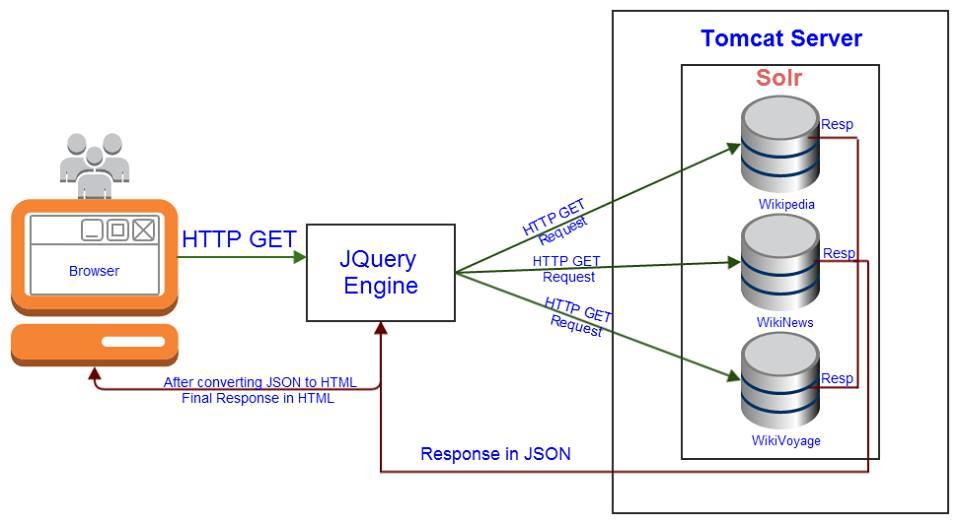 Tomcat Server
Solr
Resp
Wikipedia
HTTP GET
Request
HTTP GET
JQuery
Engine
Browser
HTTP GET
Request
Resp
WikiNews
HTTP GET
Request
Resp
WikiVoyage
After converting JSON to HTML
Final Response in HTML
Response in JSON